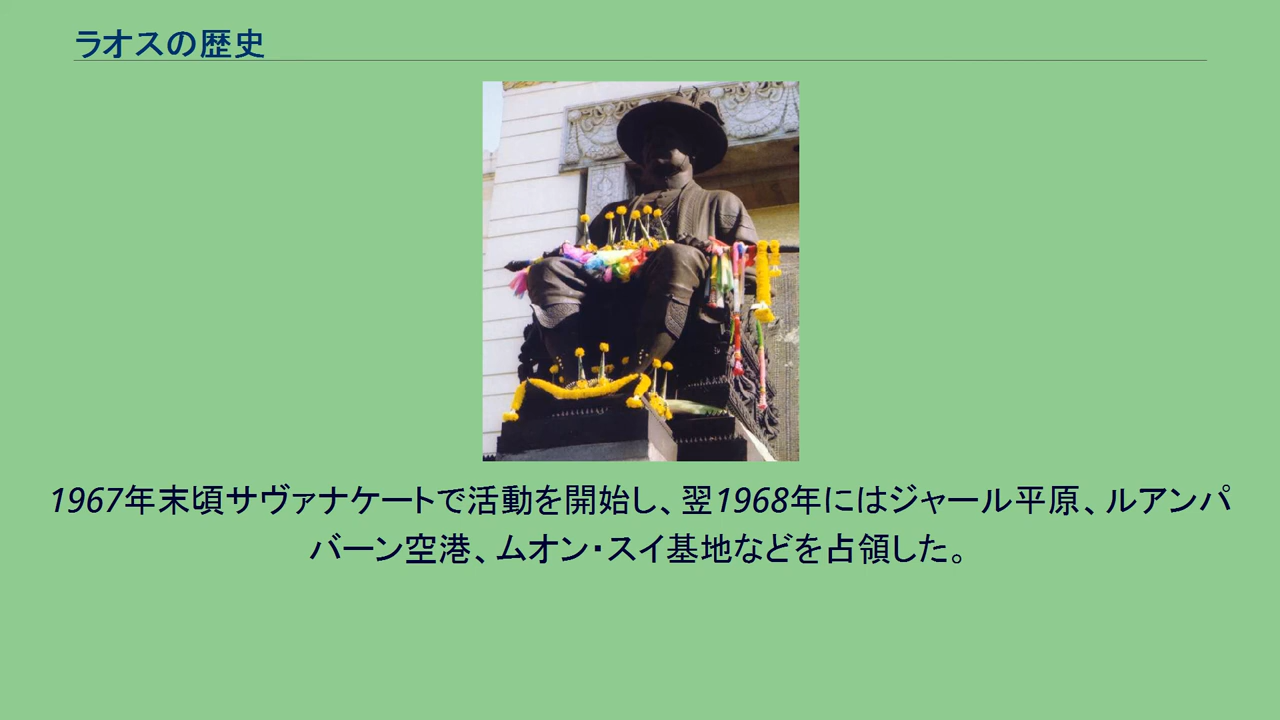 ラオスの歴史
1967年末頃サヴァナケートで活動を開始し、翌1968年にはジャール平原、ルアンパ
バーン空港、ムオン・スイ基地などを占領した。